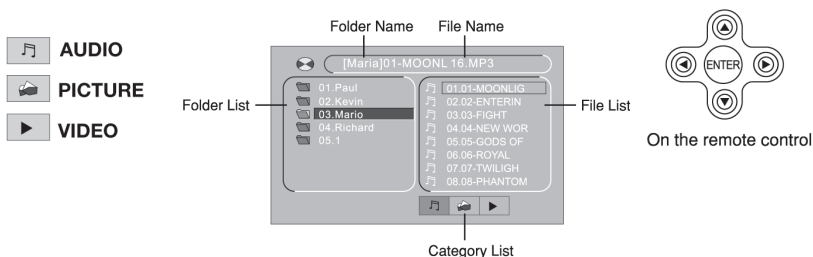 AUDIO
PICTURE
VIDEO
Folder Name
File Name
[Maria]01-MOONL 16.MP3
Folder List
01.Paul
02.Kevin
03.Mario
04.Richard
05.1
01.01-MOONLIG
02.02-ENTERIN
03.03-FIGHT
04.04-NEW WOR
05.05-GODS OF
06.06-ROYAL
07.07-TWILIGH
08.08-PHANTOM
File List
Category List
ENTER
On the remote control